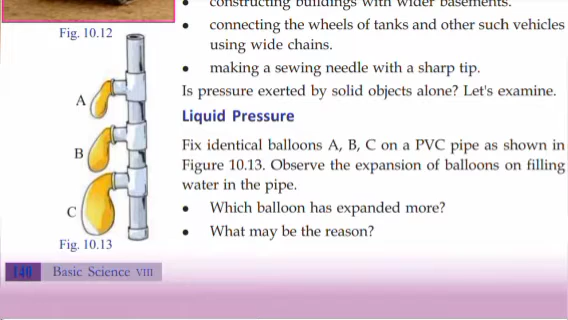 • constructing buildings with wider basements.
Fig. 10.12
• connecting the wheels of tanks and other such vehicles
using wide chains.
• making a sewing needle with a sharp tip.
Is pressure exerted by solid objects alone? Let's examine.
Liquid Pressure
Fix identical balloons A, B, C on a PVC pipe as shown in
Figure 10.13. Observe the expansion of balloons on filling
water in the pipe.
• Which balloon has expanded more?
• What may be the reason?
A
B
C
Fig. 10.13
140 Basic Science VIII